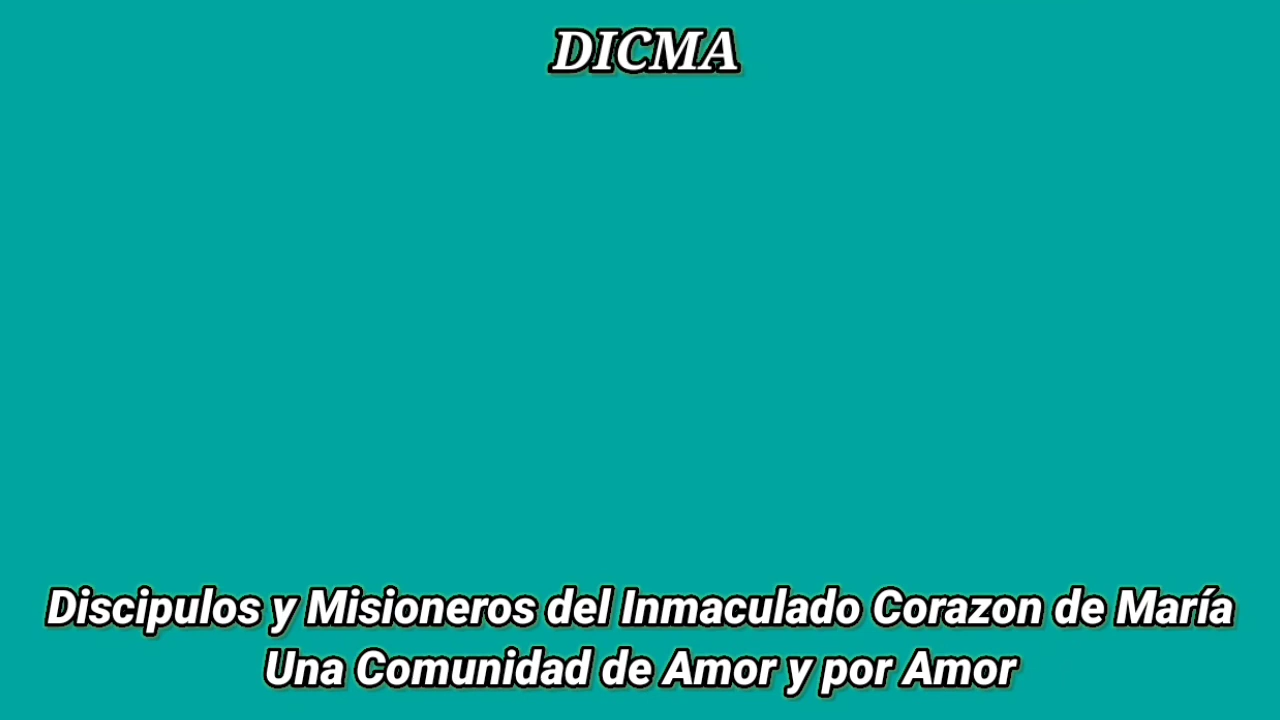 DICMA
Discipulos y Misioneros del Inmaculado Corazon de María
Una Comunidad de Amor y por Amor